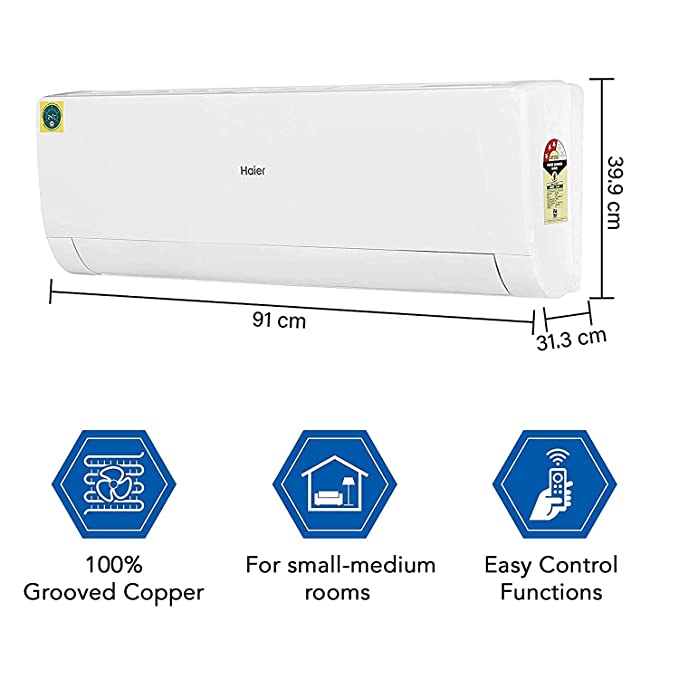 Haier
39.9 cm
91 cm
31.3 cm
100%
Grooved Copper
For small-medium
rooms
Easy Control
Functions